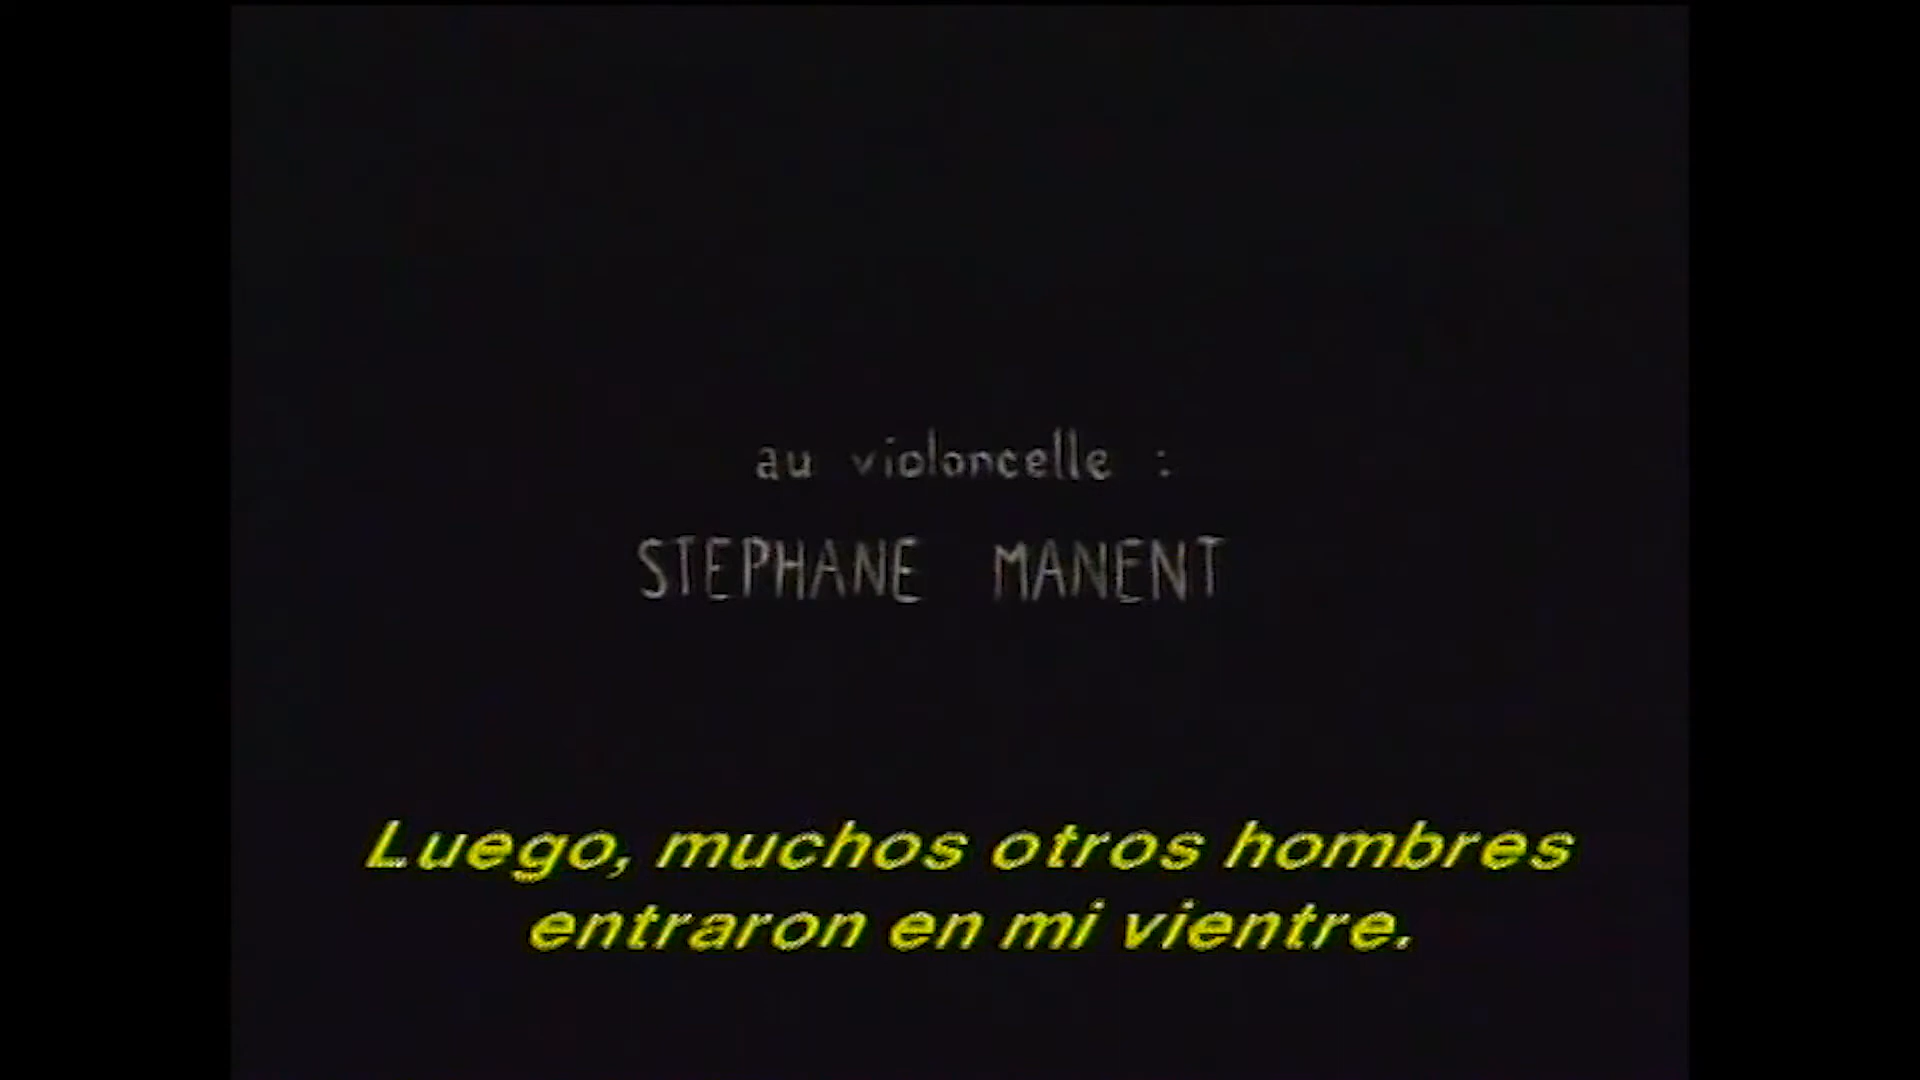 au violoncelle :
STEPHANE MANENT
Luego, muchos otros hombres
entraron en mi vientre.